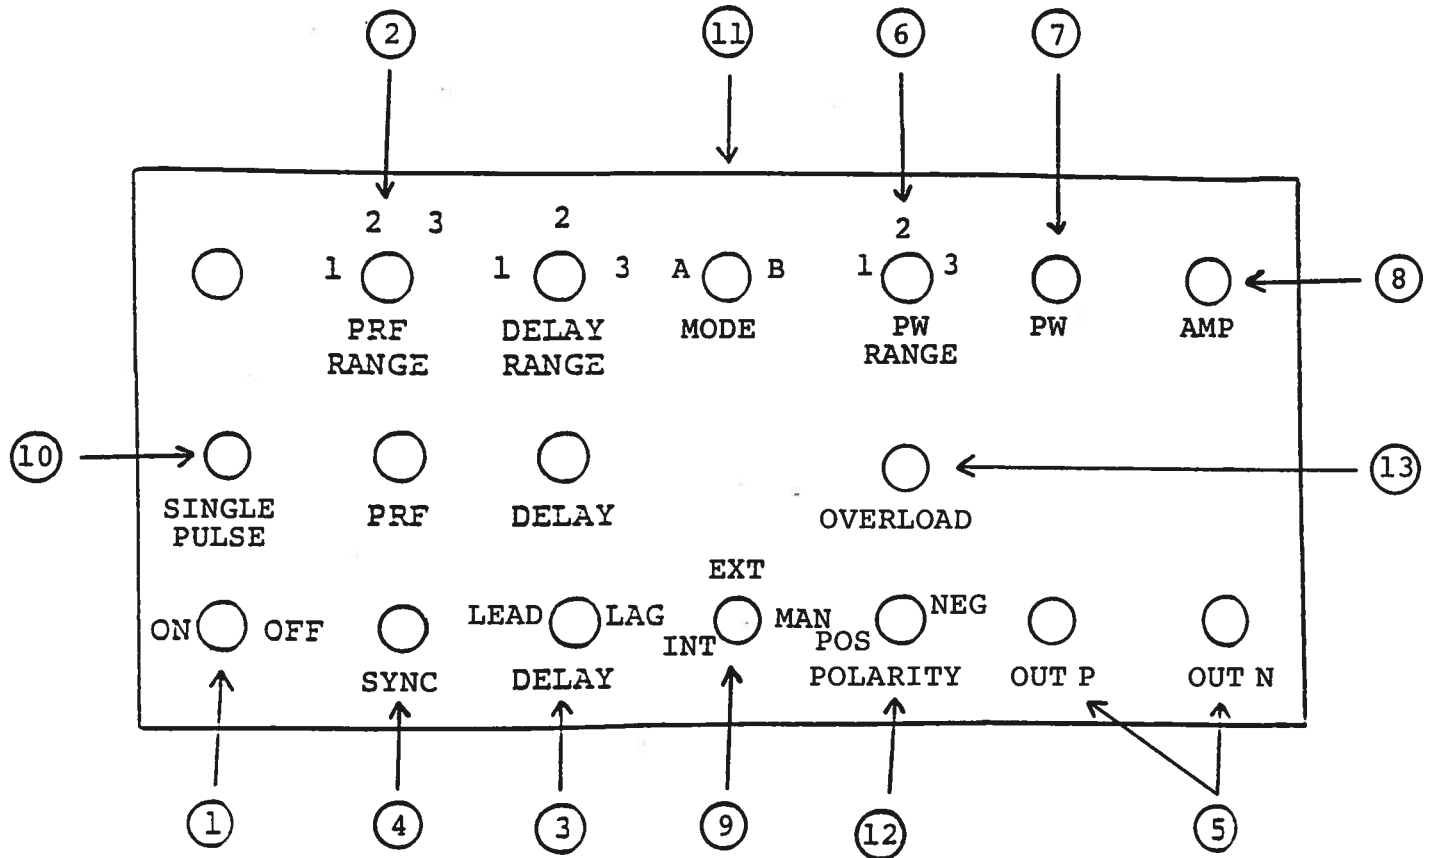 2 11 6 7
2 3 2 2
1 1 3 A B 1 3 8
PRF DELAY MODE PW PW AMP
RANGE RANGE RANGE
10 13
SINGLE PRF DELAY OVERLOAD
PULSE
EXT
ON OFF LEAD LAG INT MAN POS NEG
SYNC DELAY POLARITY OUT P OUT N
1 4 3 9 12 5